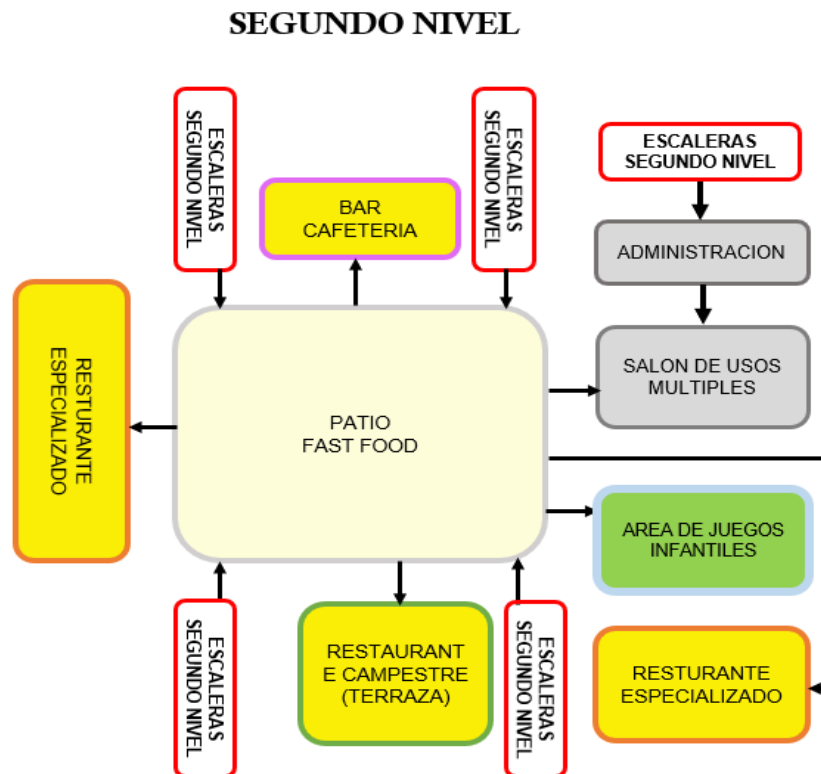 SEGUNDO NIVEL
ESCALERAS
SEGUNDO NIVEL
ESCALERAS
SEGUNDO NIVEL
ESCALERAS
SEGUNDO NIVEL
BAR
CAFETERIA
ADMINISTRACION
RESTURANTE
ESPECIALIZADO
PATIO
FAST FOOD
SALON DE USOS
MULTIPLES
AREA DE JUEGOS
INFANTILES
ESCALERAS
SEGUNDO NIVEL
RESTAURANT
E CAMPESTRE
(TERRAZA)
ESCALERAS
SEGUNDO NIVEL
RESTURANTE
ESPECIALIZADO